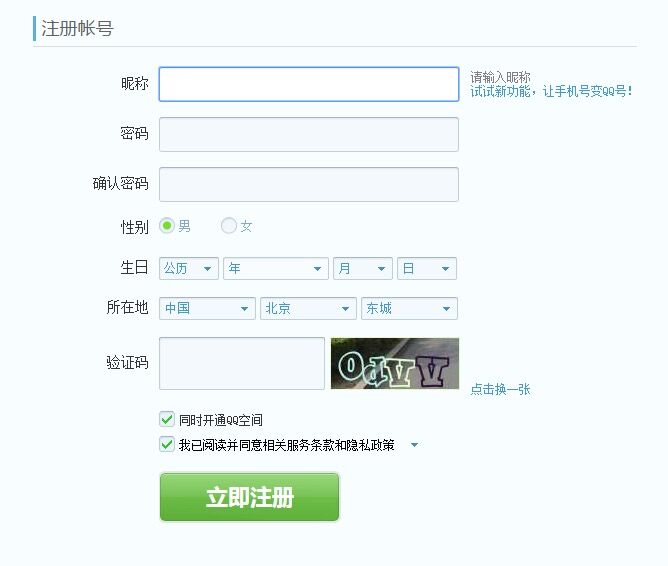 注册帐号
昵称
请输入昵称
试试新功能，让手机号变QQ号！
密码
确认密码
性别 男 女
生日 公历 年 月 日
所在地 中国 北京 东城
验证码 OdVV
点击换一张
同时开通QQ空间
我已阅读并同意相关服务条款和隐私政策
立即注册